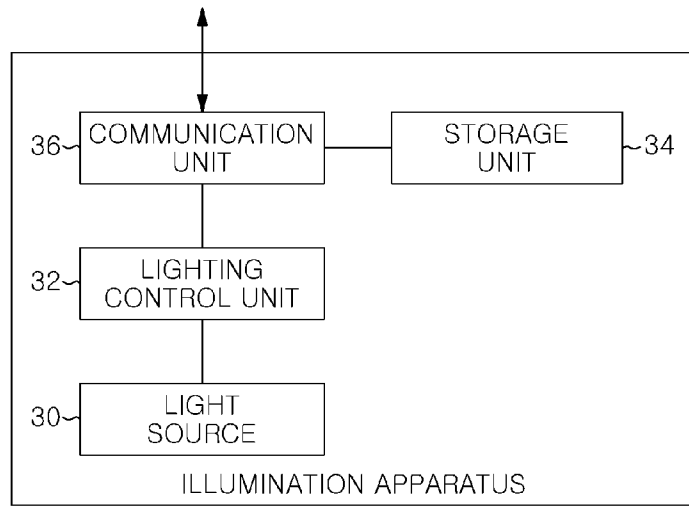 36
COMMUNICATION
UNIT
STORAGE
UNIT
34
32
LIGHTING
CONTROL UNIT
30
LIGHT
SOURCE
ILLUMINATION APPARATUS